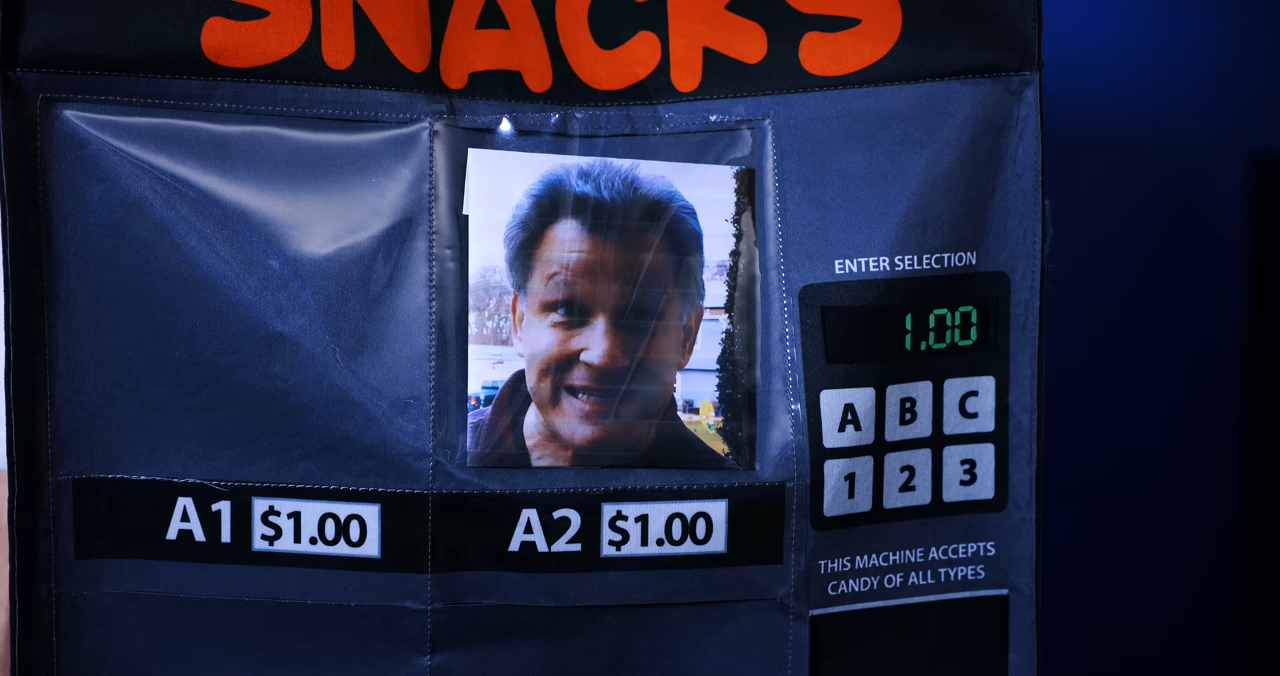 SNACKS
ENTER SELECTION
1.00
A B C
1 2 3
A1 $1.00
A2 $1.00
THIS MACHINE ACCEPTS
CANDY OF ALL TYPES